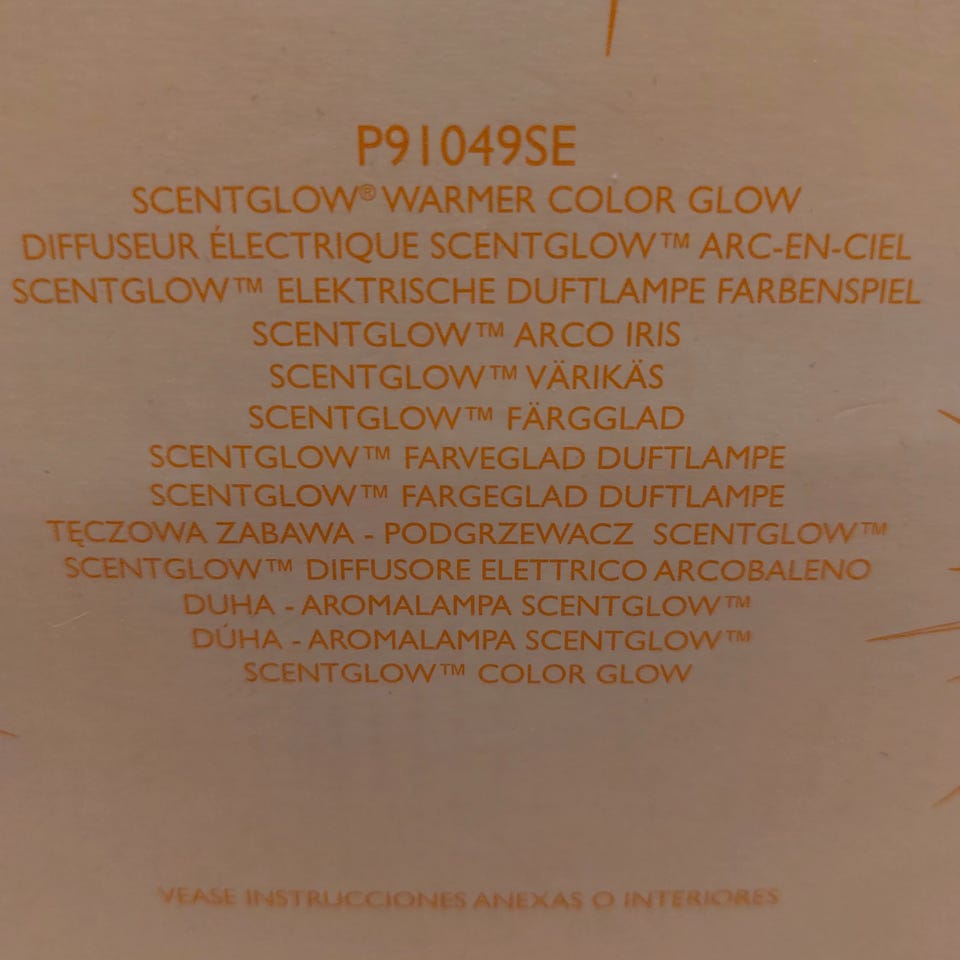 P91049SE
SCENTGLOW® WARMER COLOR GLOW
DIFFUSEUR ÉLECTRIQUE SCENTGLOW™ ARC-EN-CIEL
SCENTGLOW™ ELEKTRISCHE DUFTLAMPE FARBENSPIEL
SCENTGLOW™ ARCO IRIS
SCENTGLOW™ VÄRIKÄS
SCENTGLOW™ FÄRGGLAD
SCENTGLOW™ FARVEGLAD DUFTLAMPE
SCENTGLOW™ FARGEGLAD DUFTLAMPE
TĘCZOWA ZABAWA - PODGRZEWACZ SCENTGLOW™
SCENTGLOW™ DIFFUSORE ELETTRICO ARCOBALENO
DUHA - AROMALAMPA SCENTGLOW™
DÚHA - AROMALAMPA SCENTGLOW™
SCENTGLOW™ COLOR GLOW
VEASE INSTRUCCIONES ANEXAS O INTERIORES